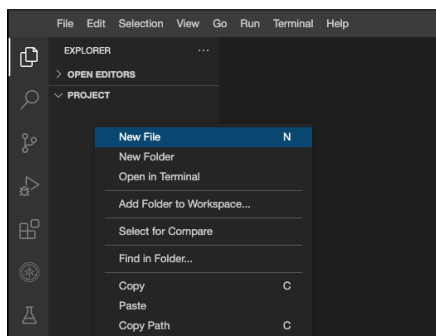 File Edit Selection View Go Run Terminal Help
EXPLORER ...
OPEN EDITORS
PROJECT
New File N
New Folder
Open in Terminal
Add Folder to Workspace...
Select for Compare
Find in Folder...
Copy C
Paste
Copy Path C